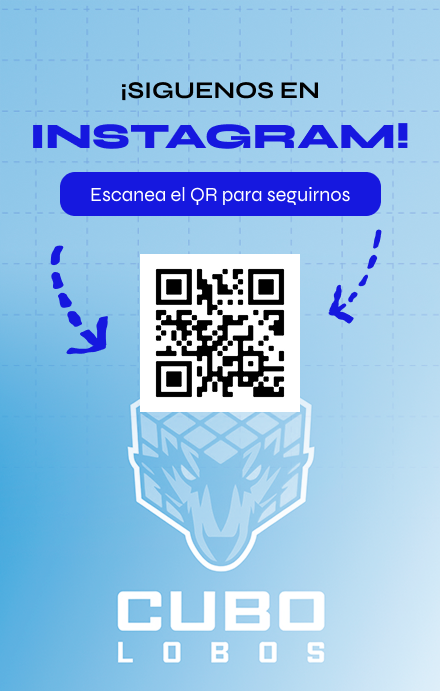 ¡SIGUENOS EN
INSTAGRAM!
Escanea el QR para seguirnos
CUBO
LOBOS